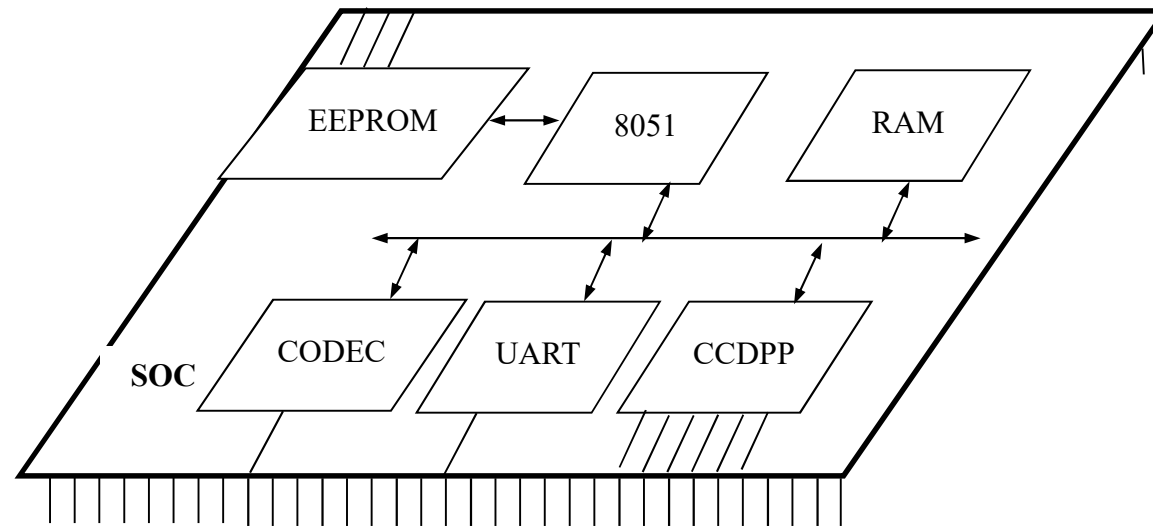 EEPROM
8051
RAM
SOC
CODEC
UART
CCDPP